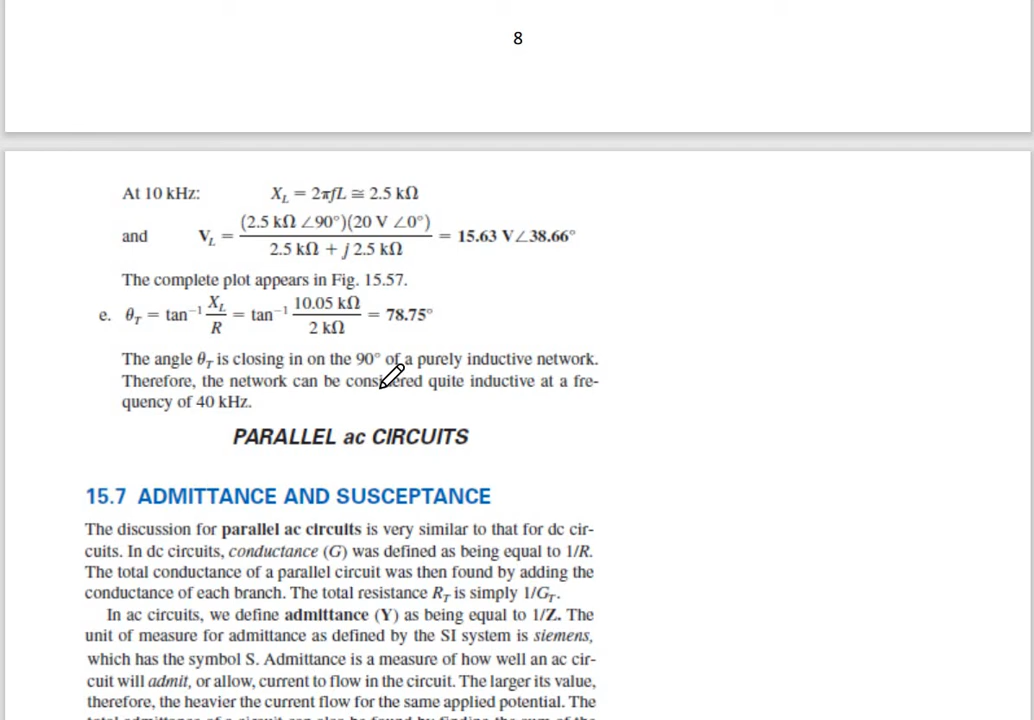 8
At 10 kHz: X_L = 2πfL ≅ 2.5 kΩ
and V_L = (2.5 kΩ ∠90°)(20 V ∠0°) / 2.5 kΩ + j 2.5 kΩ = 15.63 V∠38.66°
The complete plot appears in Fig. 15.57.
e. θ_T = tan⁻¹ X_L / R = tan⁻¹ 10.05 kΩ / 2 kΩ = 78.75°
The angle θ_T is closing in on the 90° of a purely inductive network.
Therefore, the network can be considered quite inductive at a fre-
quency of 40 kHz.
PARALLEL ac CIRCUITS
15.7 ADMITTANCE AND SUSCEPTANCE
The discussion for parallel ac circuits is very similar to that for dc cir-
cuits. In dc circuits, conductance (G) was defined as being equal to 1/R.
The total conductance of a parallel circuit was then found by adding the
conductance of each branch. The total resistance R_T is simply 1/G_T.
In ac circuits, we define admittance (Y) as being equal to 1/Z. The
unit of measure for admittance as defined by the SI system is siemens,
which has the symbol S. Admittance is a measure of how well an ac cir-
cuit will admit, or allow, current to flow in the circuit. The larger its value,
therefore, the heavier the current flow for the same applied potential. The